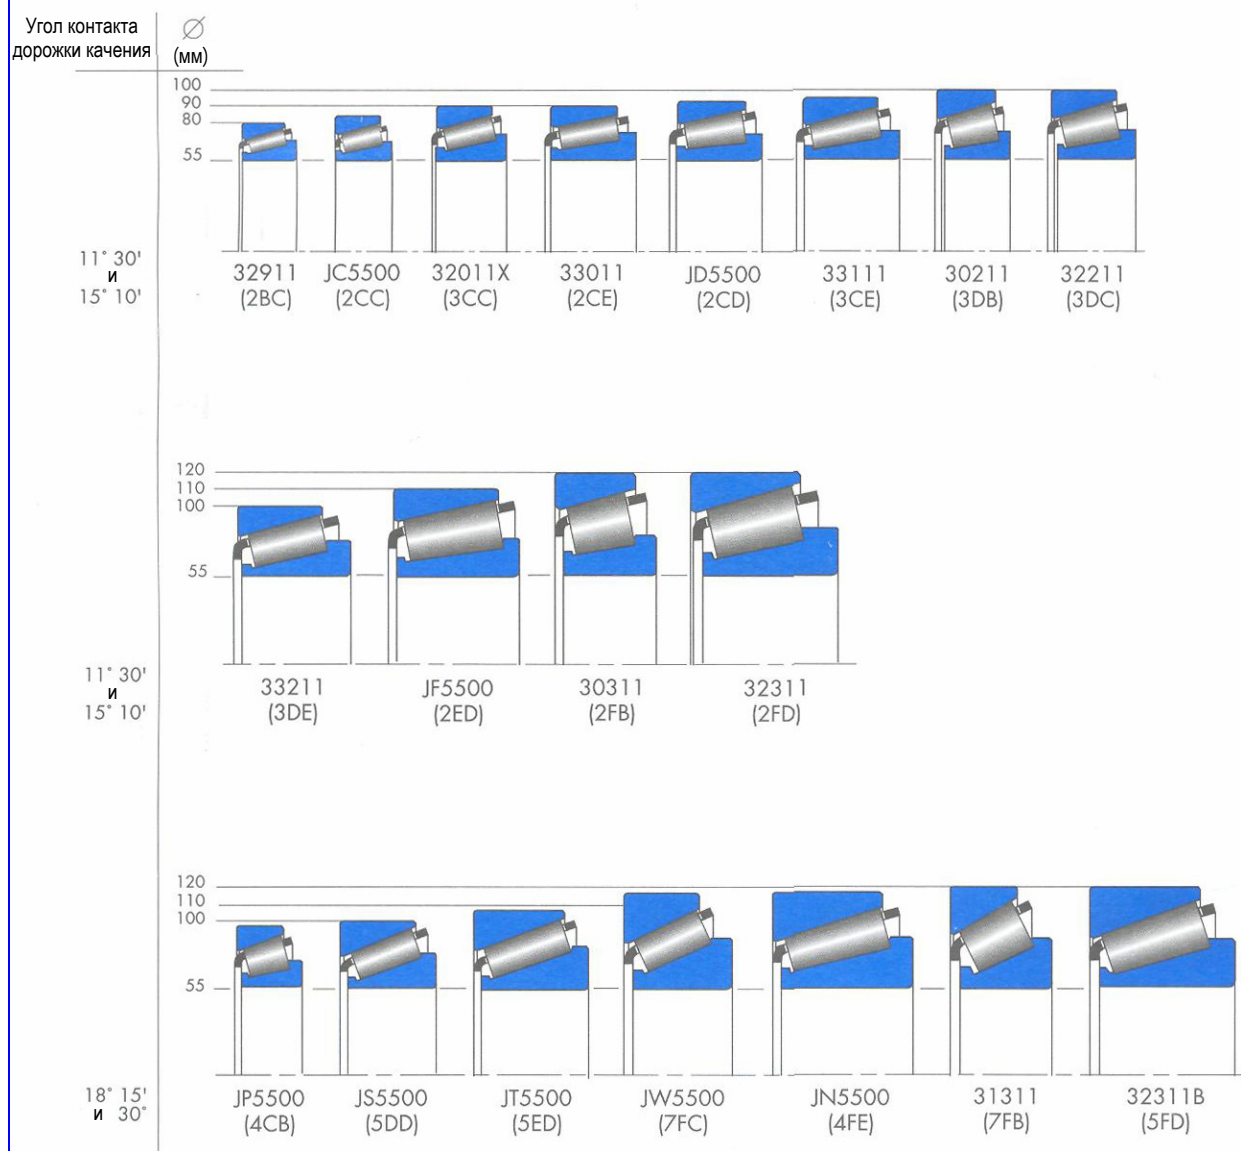 Угол контакта
дорожки качения
∅
(мм)
100
90
80
55
11° 30'
и
15° 10'
32911 JC5500 32011X 33011 JD5500 33111 30211 32211
(2BC) (2CC) (3CC) (2CE) (2CD) (3CE) (3DB) (3DC)
120
110
100
55
11° 30'
и
15° 10'
33211 JF5500 30311 32311
(3DE) (2ED) (2FB) (2FD)
120
110
100
55
18° 15'
и 30°
JP5500 JS5500 JT5500 JW5500 JN5500 31311 32311B
(4CB) (5DD) (5ED) (7FC) (4FE) (7FB) (5FD)